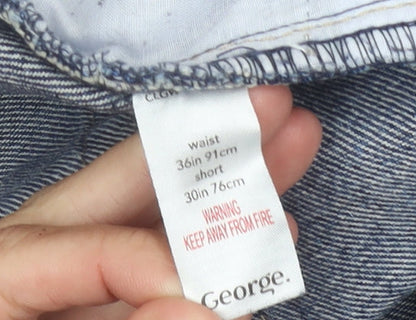 waist
36in 91cm
short
30in 76cm
WARNING
KEEP AWAY FROM FIRE
George.